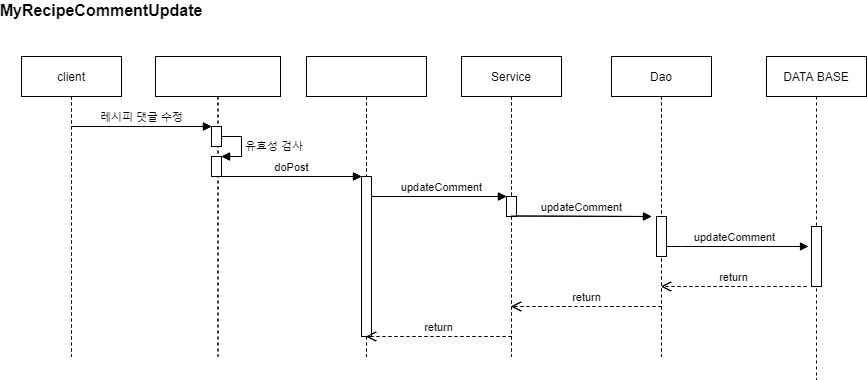 MyRecipeCommentUpdate
client
Service
Dao
DATA BASE
레시피 댓글 수정
유효성 검사
doPost
updateComment
updateComment
updateComment
return
return
return